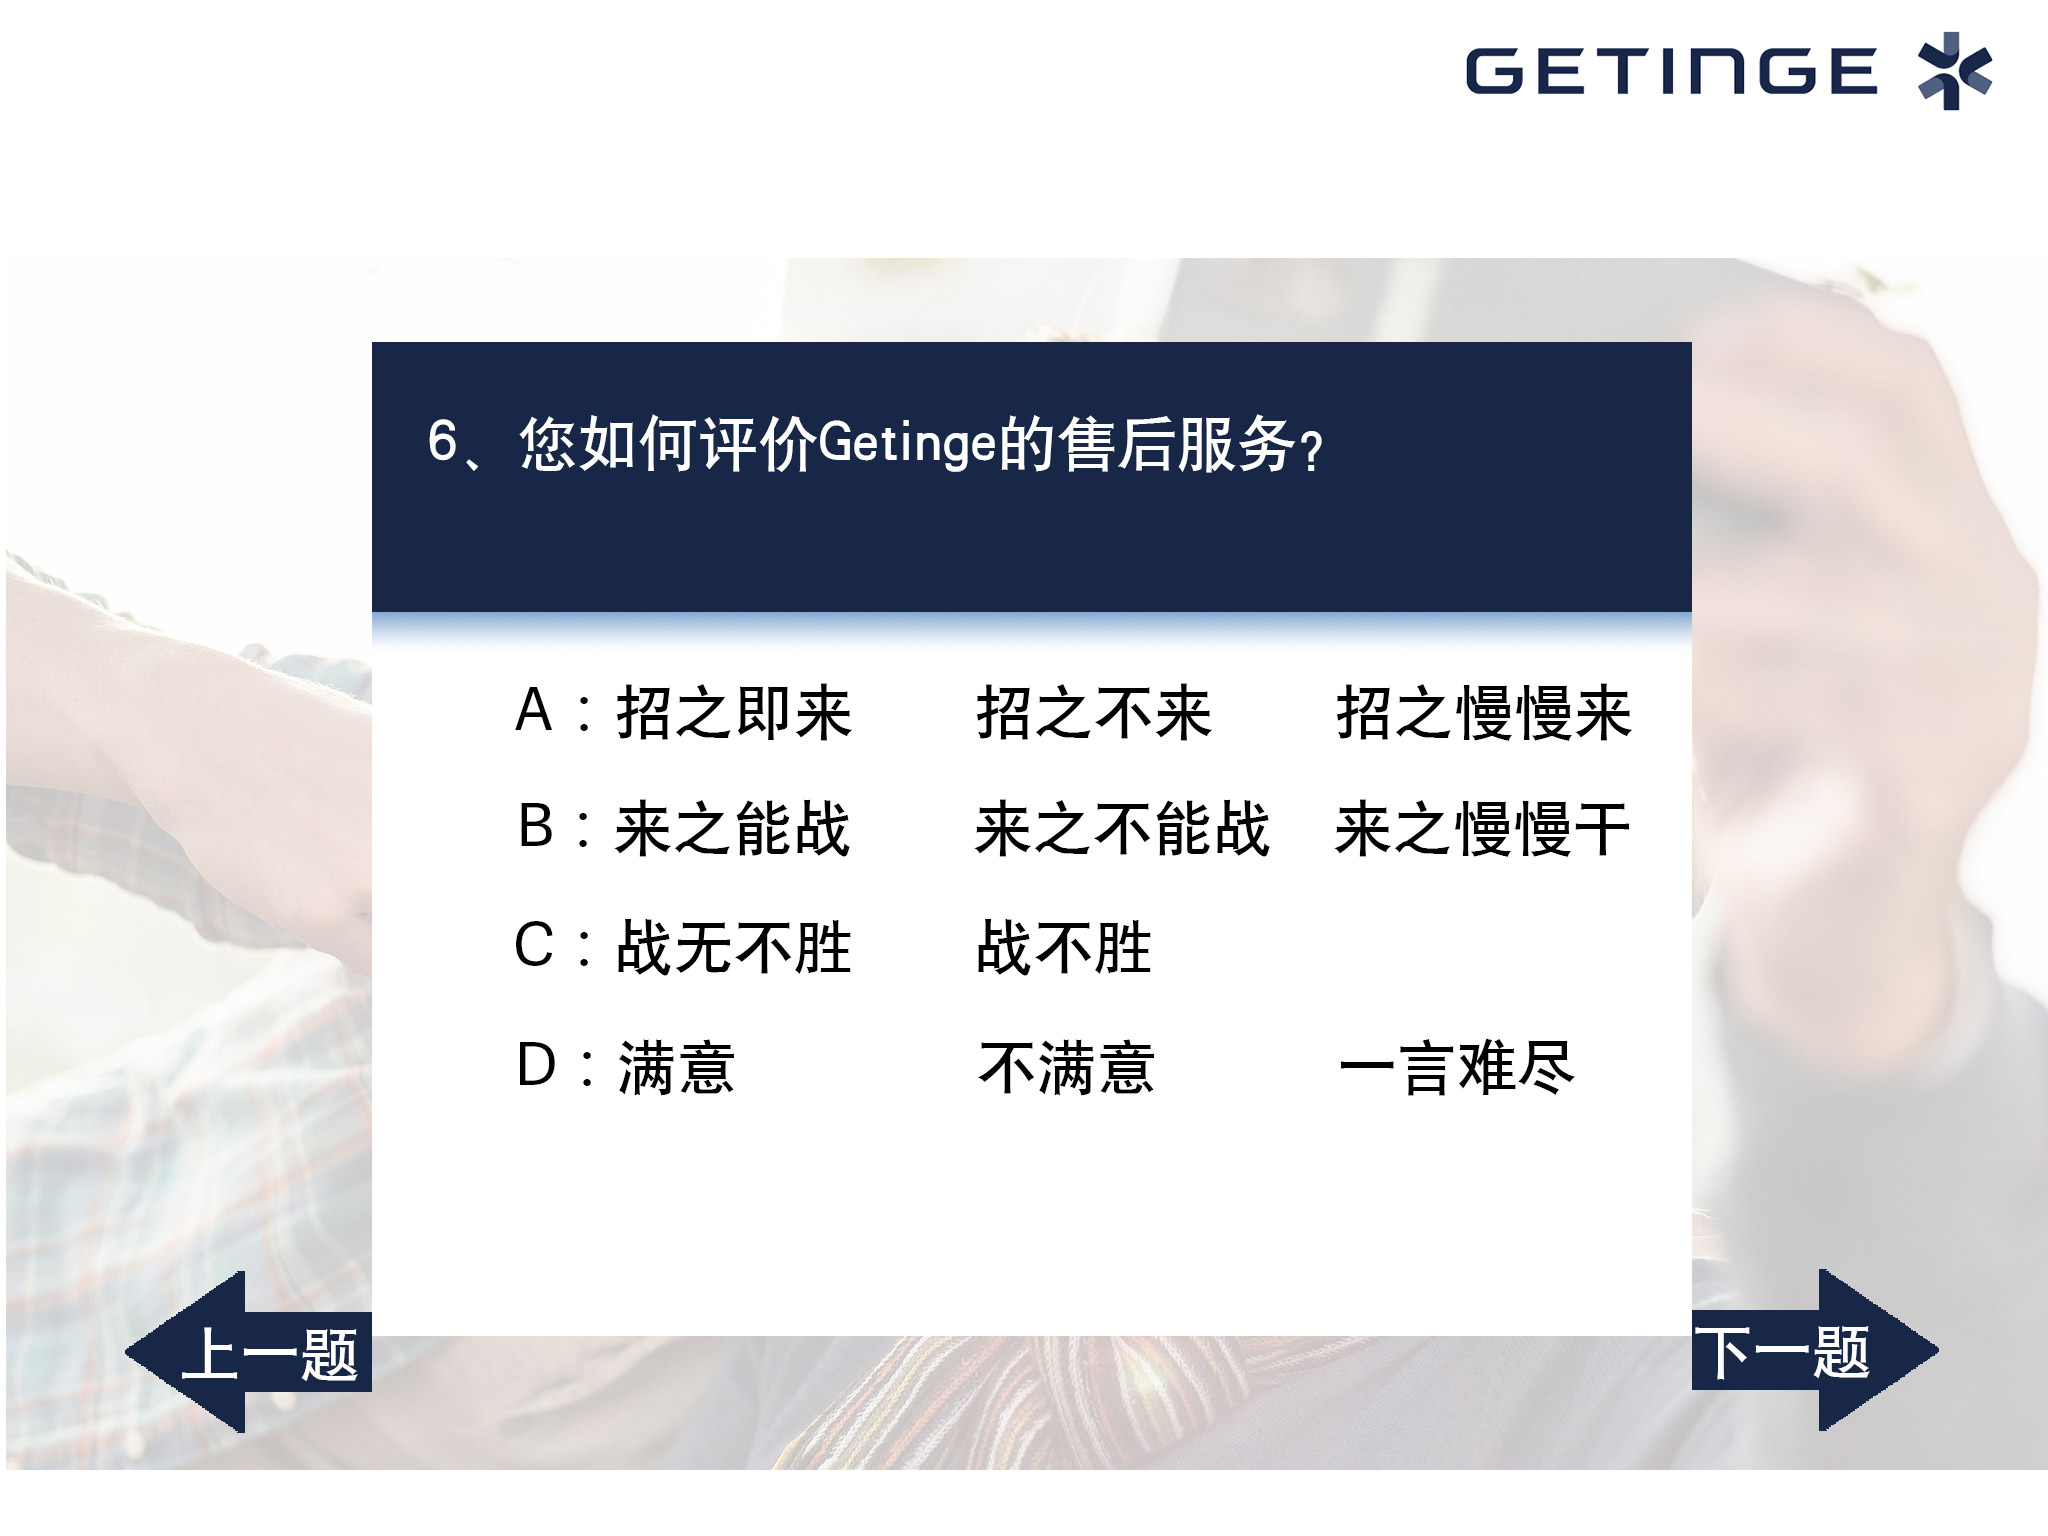 GETINGE
6、您如何评价Getinge的售后服务？
A：招之即来 招之不来 招之慢慢来
B：来之能战 来之不能战 来之慢慢干
C：战无不胜 战不胜
D：满意 不满意 一言难尽
上一题
下一题